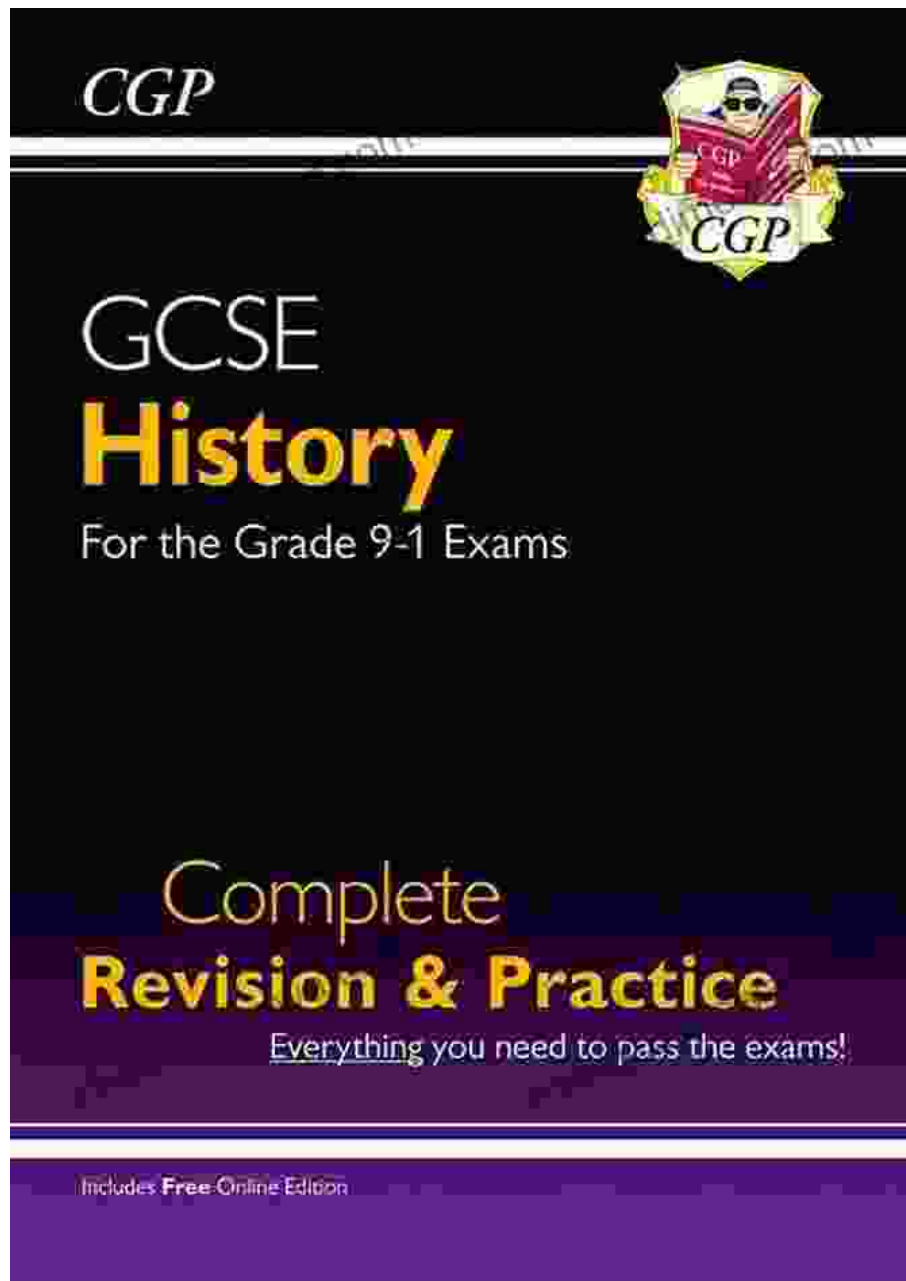 CGP
CGP
CGP
GCSE
History
For the Grade 9-1 Exams
Complete
Revision & Practice
Everything you need to pass the exams!
Includes Free Online Edition